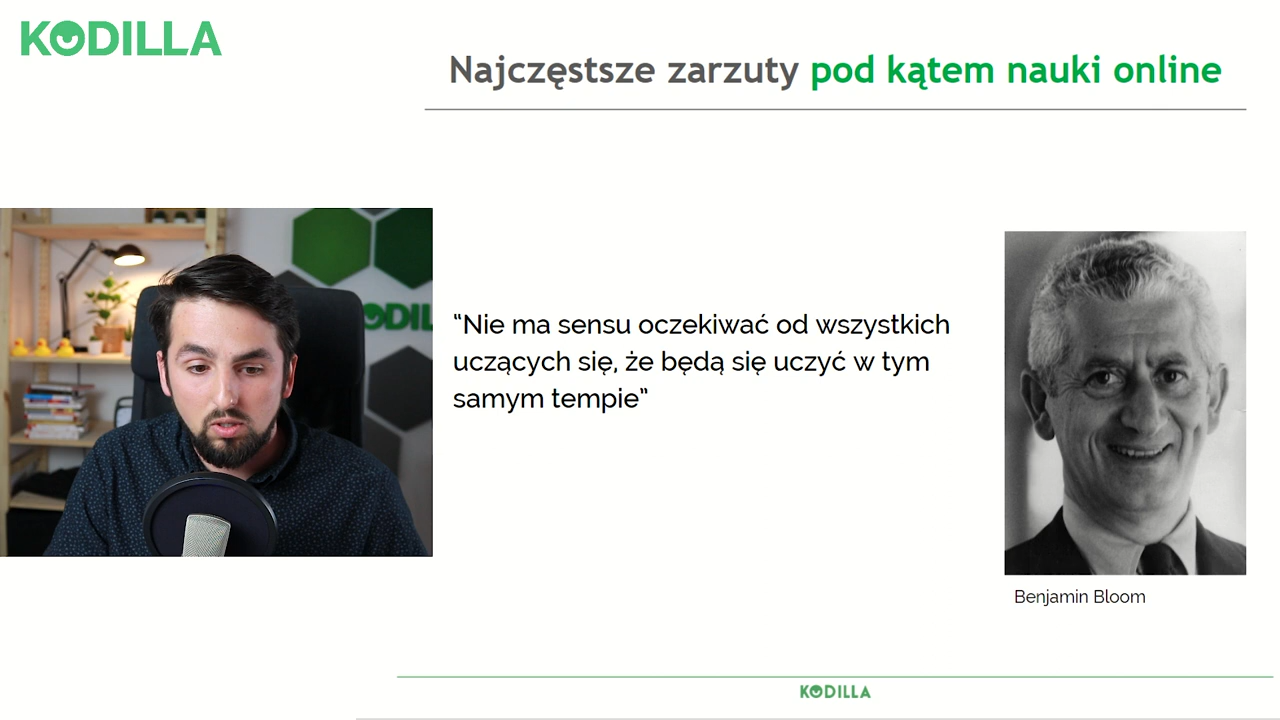 KODILLA
Najczęstsze zarzuty pod kątem nauki online
ODIL
“Nie ma sensu oczekiwać od wszystkich
uczących się, że będą się uczyć w tym
samym tempie”
Benjamin Bloom
KODILLA